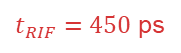 t_RIF = 450 ps